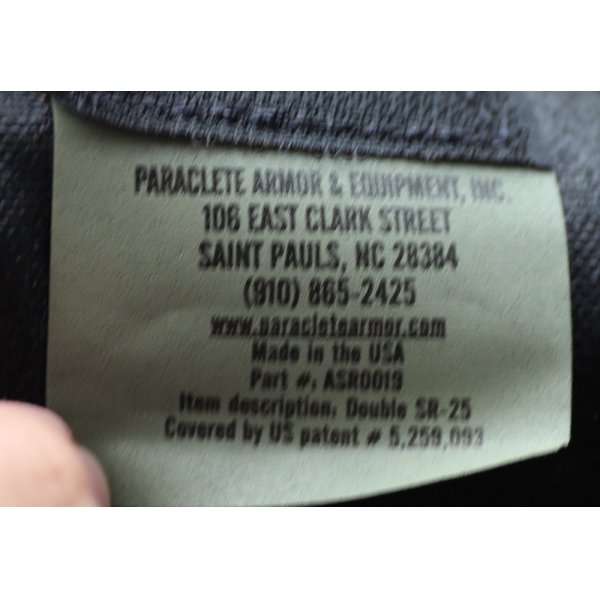 PARACLETE ARMOR & EQUIPMENT, INC.
106 EAST CLARK STREET
SAINT PAULS, NC 28384
(910) 865-2425
www.paracletearmor.com
Made in the USA
Part #. ASR0019
Item description. Double SR-25
Covered by US patent # 5,259,093